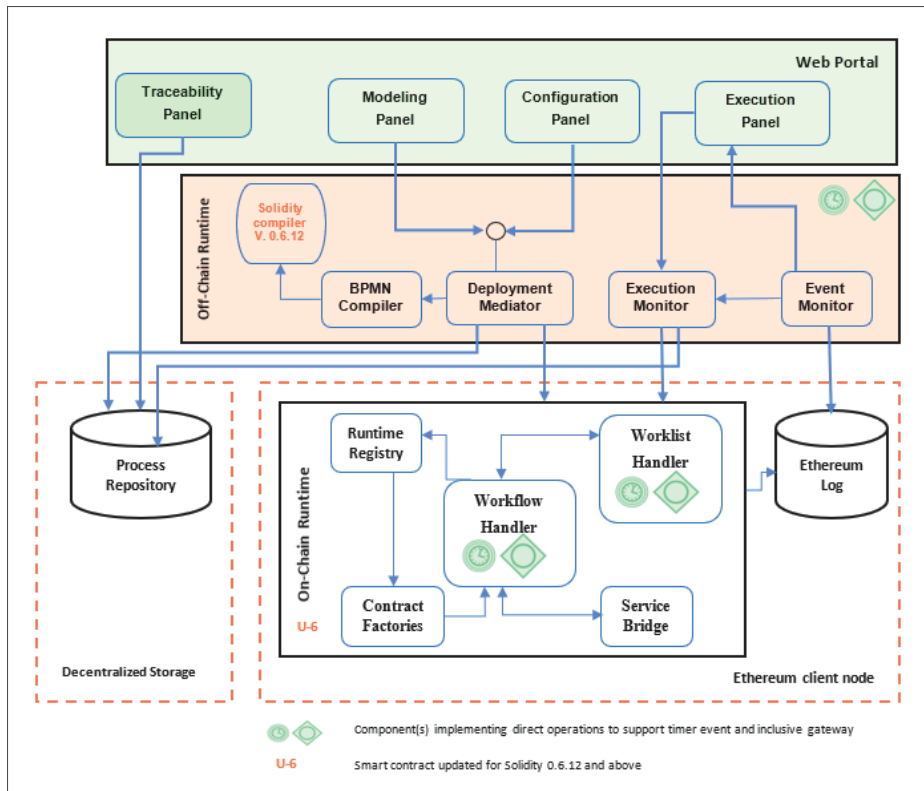 Web Portal
Traceability
Panel
Modeling
Panel
Configuration
Panel
Execution
Panel
Off-Chain Runtime
Solidity
compiler
V. 0.6.12
BPMN
Compiler
Deployment
Mediator
Execution
Monitor
Event
Monitor
Process
Repository
Decentralized Storage
On-Chain Runtime
U-6
Runtime
Registry
Worklist
Handler
Workflow
Handler
Contract
Factories
Service
Bridge
Ethereum
Log
Ethereum client node
Component(s) implementing direct operations to support timer event and inclusive gateway
U-6 Smart contract updated for Solidity 0.6.12 and above